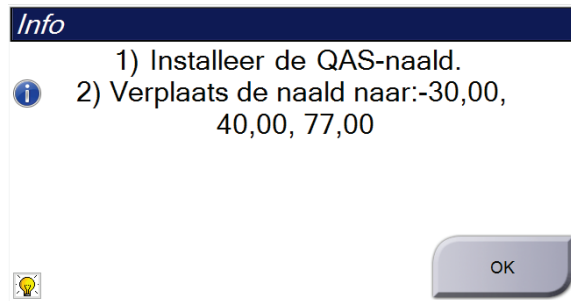 Info
1) Installeer de QAS-naald.
2) Verplaats de naald naar:-30,00,
40,00, 77,00
OK